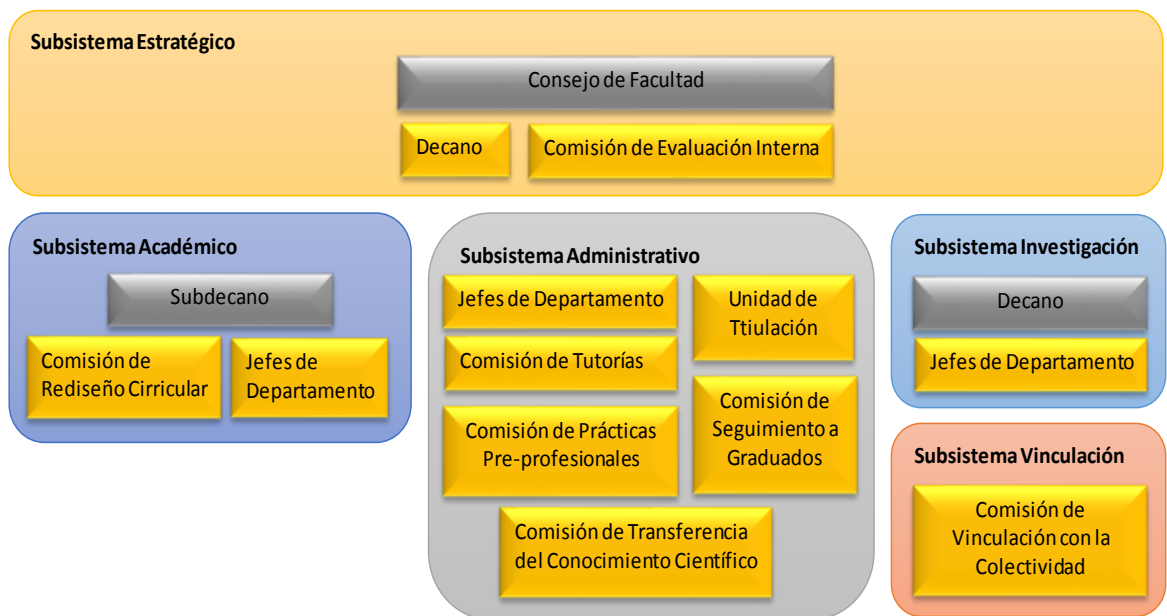 Subsistema Estratégico
Consejo de Facultad
Decano
Comisión de Evaluación Interna
Subsistema Académico
Subdecano
Comisión de
Rediseño Cirricular
Jefes de
Departamento
Subsistema Administrativo
Jefes de Departamento
Unidad de
Ttiulación
Comisión de Tutorías
Comisión de Prácticas
Pre-profesionales
Comisión de
Seguimiento a
Graduados
Comisión de Transferencia
del Conocimiento Científico
Subsistema Investigación
Decano
Jefes de Departamento
Subsistema Vinculación
Comisión de
Vinculación con la
Colectividad